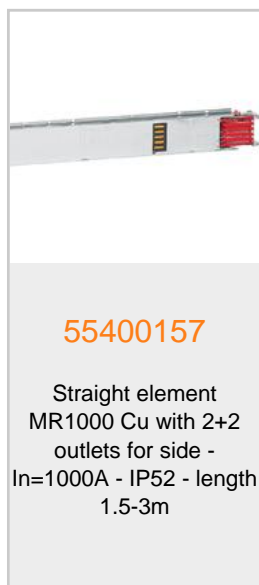 55400157
Straight element
MR1000 Cu with 2+2
outlets for side -
In=1000A - IP52 - length
1.5-3m